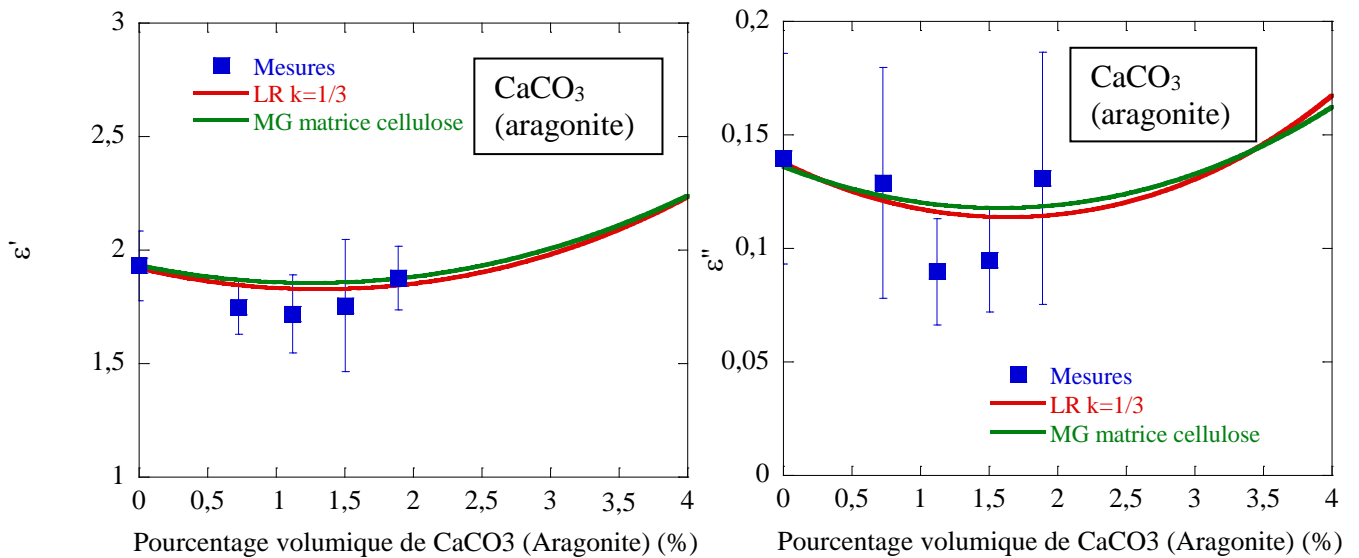 3
2,5
2
1,5
1
ε'
Mesures
LR k=1/3
MG matrice cellulose
CaCO3
(aragonite)
0 0,5 1 1,5 2 2,5 3 3,5 4
Pourcentage volumique de CaCO3 (Aragonite) (%)
0,2
0,15
0,1
0,05
0
ε"
CaCO3
(aragonite)
Mesures
LR k=1/3
MG matrice cellulose
0 0,5 1 1,5 2 2,5 3 3,5 4
Pourcentage volumique de CaCO3 (Aragonite) (%)